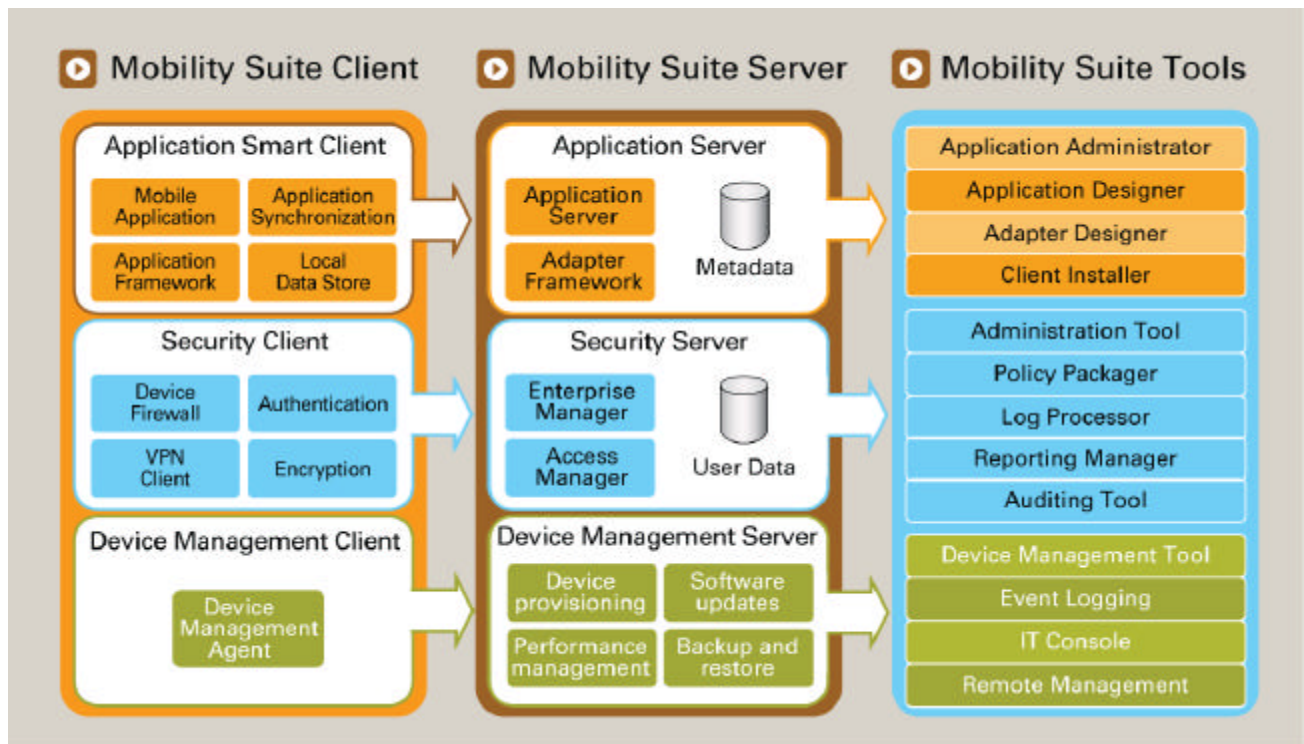 Mobility Suite Client
Mobility Suite Server
Mobility Suite Tools
Application Smart Client
Mobile
Application
Application
Synchronization
Application
Framework
Local
Data Store
Security Client
Device
Firewall
Authentication
VPN
Client
Encryption
Device Management Client
Device
Management
Agent
Application Server
Application
Server
Adapter
Framework
Metadata
Security Server
Enterprise
Manager
Access
Manager
User Data
Device Management Server
Device
provisioning
Software
updates
Performance
management
Backup and
restore
Application Administrator
Application Designer
Adapter Designer
Client Installer
Administration Tool
Policy Packager
Log Processor
Reporting Manager
Auditing Tool
Device Management Tool
Event Logging
IT Console
Remote Management